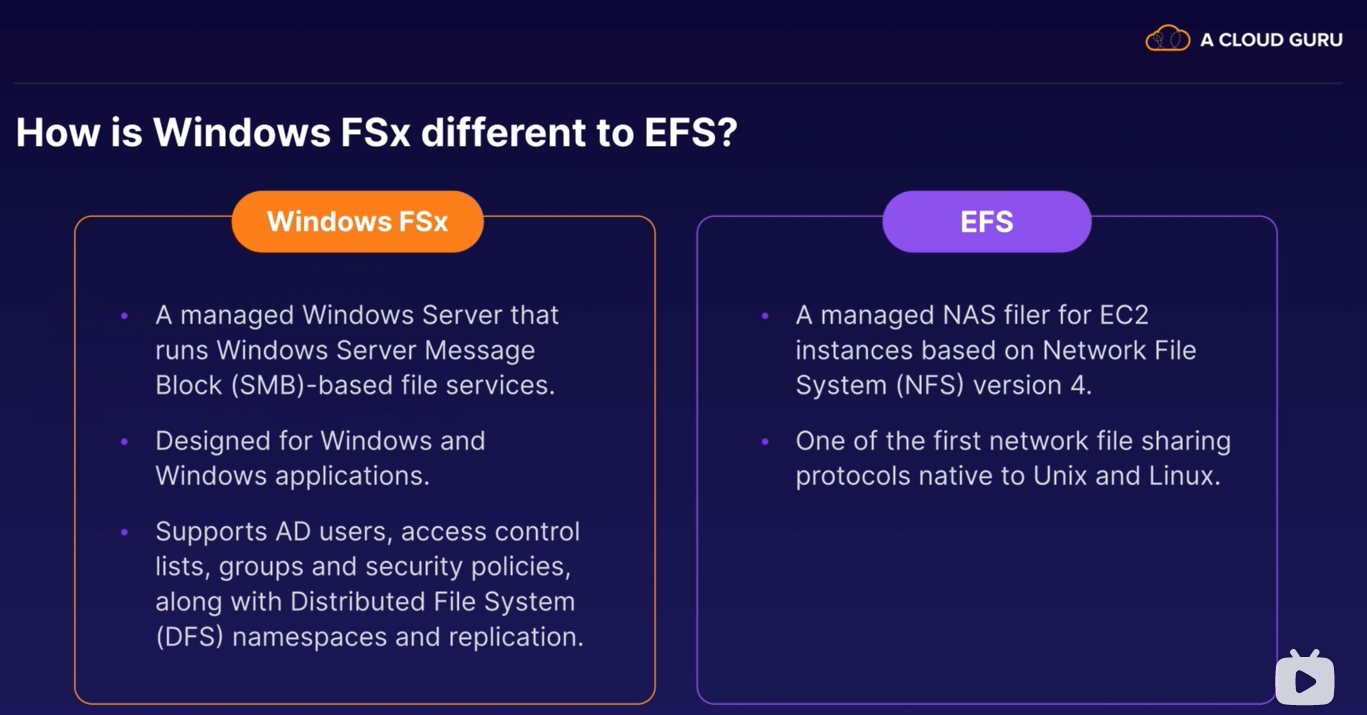 A CLOUD GURU
How is Windows FSx different to EFS?
Windows FSx
• A managed Windows Server that
runs Windows Server Message
Block (SMB)-based file services.
• Designed for Windows and
Windows applications.
• Supports AD users, access control
lists, groups and security policies,
along with Distributed File System
(DFS) namespaces and replication.
EFS
• A managed NAS filer for EC2
instances based on Network File
System (NFS) version 4.
• One of the first network file sharing
protocols native to Unix and Linux.